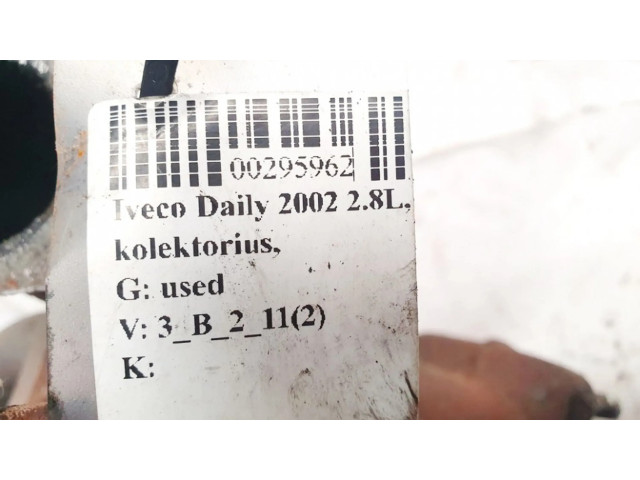 00295962
Iveco Daily 2002 2.8L,
kolektorius,
G: used
V: 3_B_2_11(2)
K: